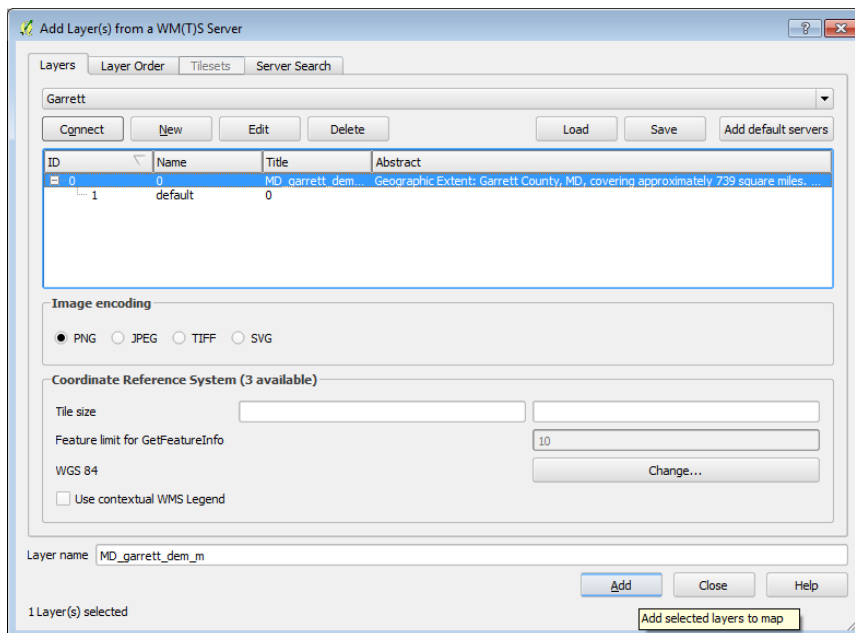 Add Layer(s) from a WM(T)S Server
Layers Layer Order Tilesets Server Search
Garrett
Connect New Edit Delete Load Save Add default servers
ID Name Title Abstract
0 0 MD_garrett_dem... Geographic Extent: Garrett County, MD, covering approximately 739 square miles. ...
1 default 0
Image encoding
PNG JPEG TIFF SVG
Coordinate Reference System (3 available)
Tile size
Feature limit for GetFeatureInfo 10
WGS 84 Change...
Use contextual WMS Legend
Layer name MD_garrett_dem_m
Add Close Help
1 Layer(s) selected
Add selected layers to map